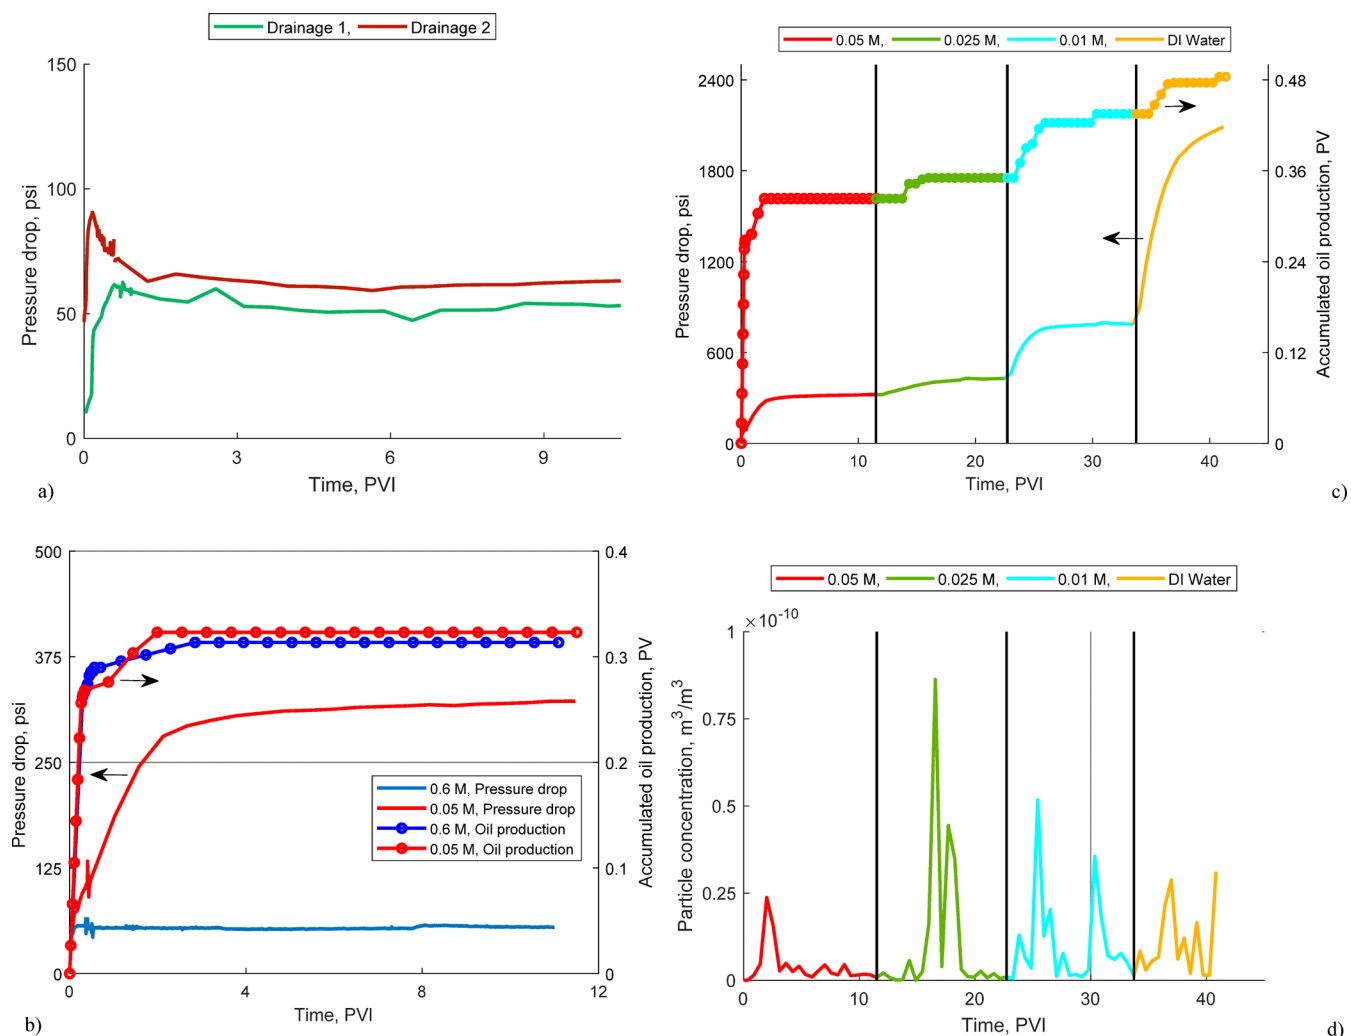 Drainage 1, Drainage 2
150
100
50
0
0 3 6 9
Pressure drop, psi
Time, PVI
a)
0.05 M, 0.025 M, 0.01 M, DI Water
2400
1800
1200
600
0
0.48
0.36
0.24
0.12
0
0 10 20 30 40
Pressure drop, psi
Accumulated oil production, PV
Time, PVI
c)
500
375
250
125
0
0.4
0.3
0.2
0.1
0
0 4 8 12
Pressure drop, psi
Accumulated oil production, PV
0.6 M, Pressure drop
0.05 M, Pressure drop
0.6 M, Oil production
0.05 M, Oil production
Time, PVI
b)
0.05 M, 0.025 M, 0.01 M, DI Water
×10⁻¹⁰
1
0.75
0.5
0.25
0
0 10 20 30 40
Particle concentration, m³/m³
Time, PVI
d)